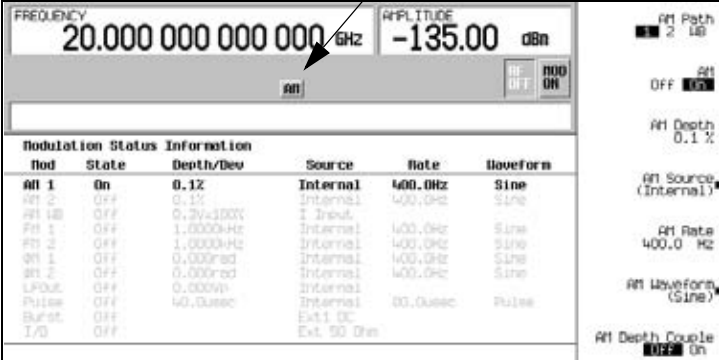 FREQUENCY
20.000 000 000 000 GHz
AMPLITUDE
-135.00 dBm
AM
RF OFF
MOD ON
Modulation Status Information
Mod State Depth/Dev Source Rate Waveform
AM 1 On 0.1% Internal 400.0Hz Sine
AM 2 Off 0.1% Internal 400.0Hz Sine
AM WB Off 0.3V=100% I Input
FM 1 Off 1.0000kHz Internal 400.0Hz Sine
FM 2 Off 1.0000kHz Internal 400.0Hz Sine
ΦM 1 Off 0.000rad Internal 400.0Hz Sine
ΦM 2 Off 0.000rad Internal 400.0Hz Sine
LFOut Off 0.000Vp Internal 400.0Hz Sine
Pulse Off 40.0usec Internal 80.0usec Pulse
Burst Off Ext1 DC
I/Q Off Ext 50 Ohm
AM Path
1 2 WB
AM
Off On
AM Depth
0.1 %
AM Source
(Internal)
AM Rate
400.0 Hz
AM Waveform
(Sine)
AM Depth Couple
Off On